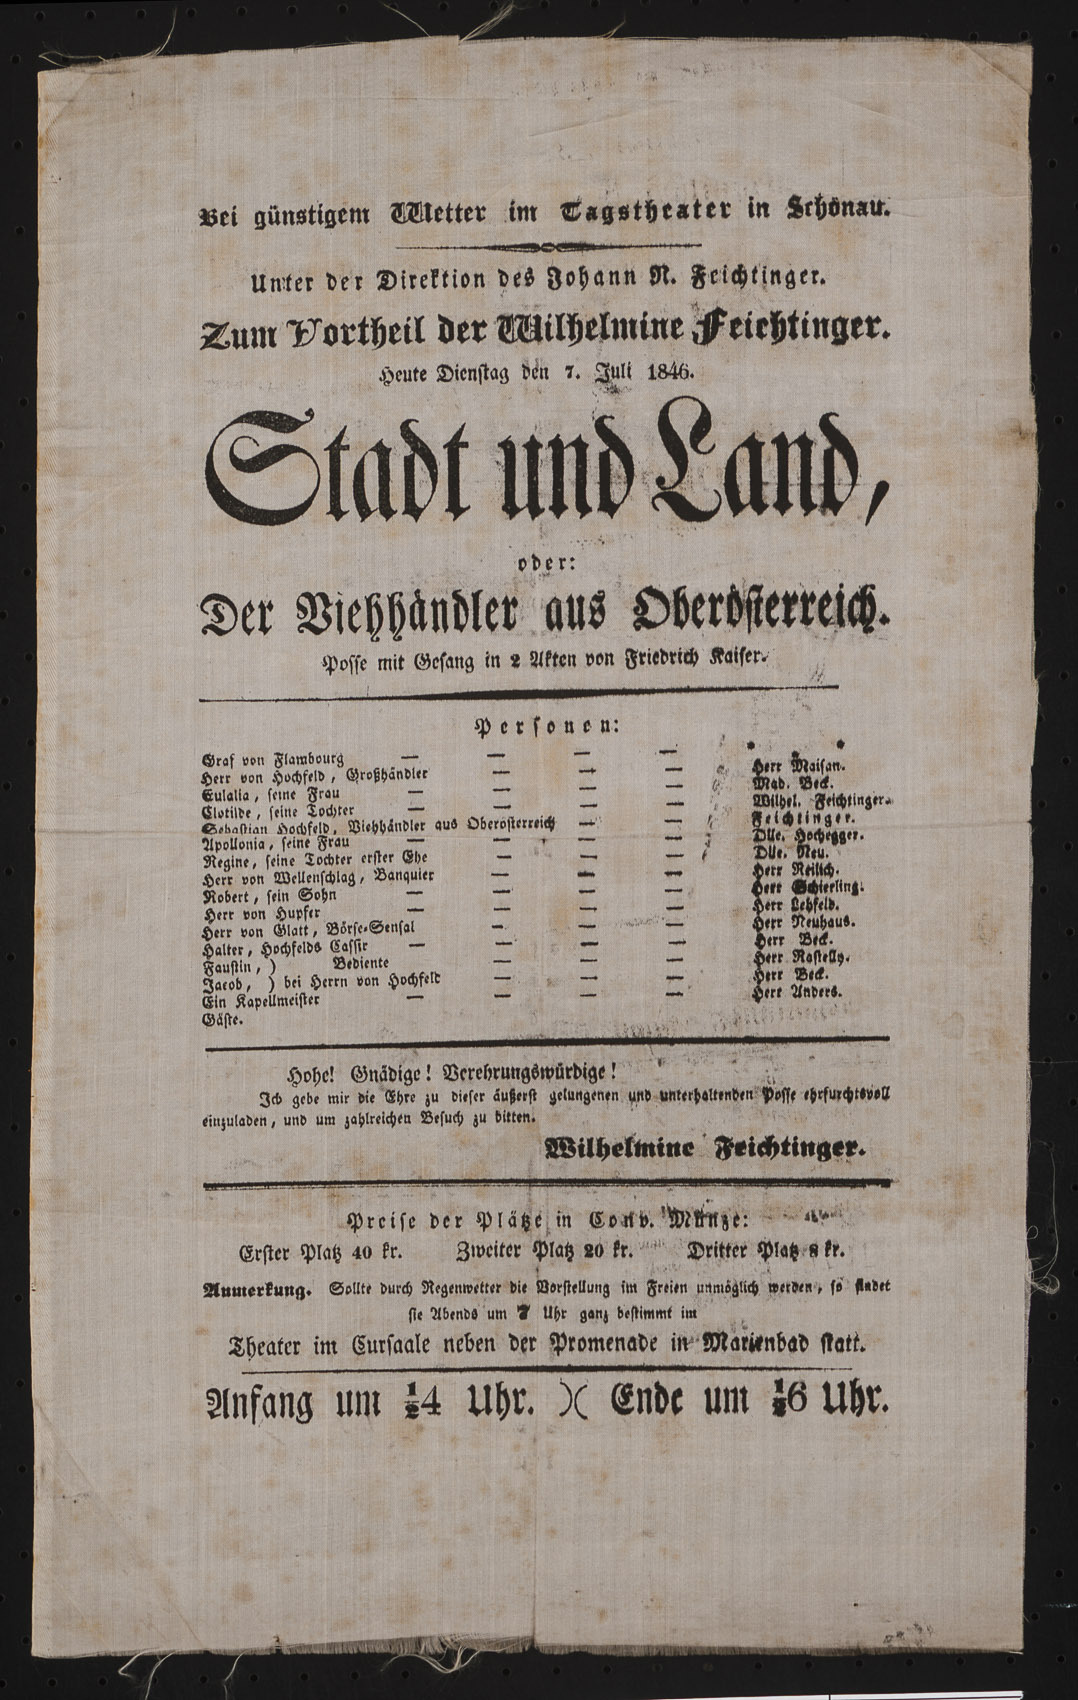 Bei günstigem Wetter im Tagstheater in Schönau.
Unter der Direktion des Johann N. Feichtinger.
Zum Vortheil der Wilhelmine Feichtinger.
Heute Dienſtag den 7. Juli 1846.
Stadt und Land,
oder:
Der Viehhändler aus Oberöſterreich.
Poſſe mit Geſang in 2 Akten von Friedrich Kaiſer.
Perſonen:
Graf von Flambourg — — — — * * *
Herr von Hochfeld, Großhändler — — — Herr Maiſan.
Eulalia, ſeine Frau — — — — Mad. Beck.
Clotilde, ſeine Tochter — — — — Wilhel. Feichtinger.
Sebastian Hochfeld, Viehhändler aus Oberöſterreich — — Feichtinger.
Apollonia, ſeine Frau — — — — Dlle. Hochegger.
Regine, ſeine Tochter erſter Ehe — — — Dlle. Neu.
Herr von Wellenſchlag, Banquier — — — Herr Reilich.
Robert, ſein Sohn — — — — Herr Schierling.
Herr von Hupfer — — — — Herr Lehfeld.
Herr von Glatt, Börſe-Senſal — — — Herr Neuhaus.
Halter, Hochfelds Caſſir — — — — Herr Beck.
Fauſtin, ) Bediente — — — Herr Roſtelly.
Jacob, ) bei Herrn von Hochfeld — — — Herr Beck.
Ein Kapellmeiſter — — — — Herr Anders.
Gäſte.
Hohe! Gnädige! Verehrungswürdige!
Ich gebe mir die Ehre zu dieſer äußerſt gelungenen und unterhaltenden Poſſe ehrfurchtsvoll
einzuladen, und um zahlreichen Beſuch zu bitten.
Wilhelmine Feichtinger.
Preiſe der Plätze in Conv. Münze:
Erſter Platz 40 kr. Zweiter Platz 20 kr. Dritter Platz 8 kr.
Anmerkung. Sollte durch Regenwetter die Vorſtellung im Freien unmöglich werden, ſo findet
ſie Abends um 7 Uhr ganz beſtimmt im
Theater im Curſaale neben der Promenade in Marienbad ſtatt.
Anfang um ½4 Uhr. )( Ende um ½6 Uhr.